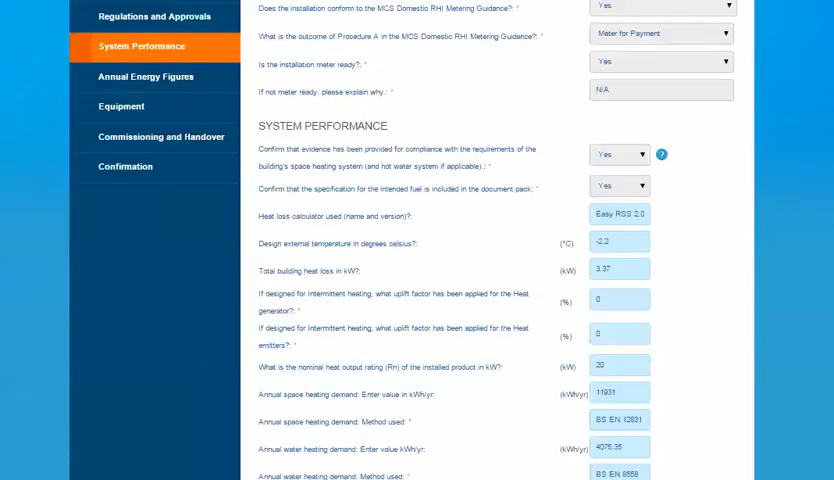 Regulations and Approvals
System Performance
Annual Energy Figures
Equipment
Commissioning and Handover
Confirmation
Does the installation conform to the MCS Domestic RHI Metering Guidance?: * Yes
What is the outcome of Procedure A in the MCS Domestic RHI Metering Guidance?: * Meter for Payment
Is the installation meter ready?: * Yes
If not meter ready, please explain why.: * N/A
SYSTEM PERFORMANCE
Confirm that evidence has been provided for compliance with the requirements of the
building's space heating system (and hot water system if applicable).: * Yes ?
Confirm that the specification for the intended fuel is included in the document pack: * Yes
Heat loss calculator used (name and version)?: Easy RSS 2.0
Design external temperature in degrees celsius?: (°C) -2.2
Total building heat loss in kW?: (kW) 3.37
If designed for Intermittent heating, what uplift factor has been applied for the Heat
generator?: * (%) 0
If designed for Intermittent heating, what uplift factor has been applied for the Heat
emitters?: * (%) 0
What is the nominal heat output rating (Rn) of the installed product in kW?: (kW) 20
Annual space heating demand: Enter value in kWh/yr: (kWh/yr) 11931
Annual space heating demand: Method used: * BS EN 12831
Annual water heating demand: Enter value kWh/yr: (kWh/yr) 4075.35
Annual water heating demand: Method used: * BS EN 8558